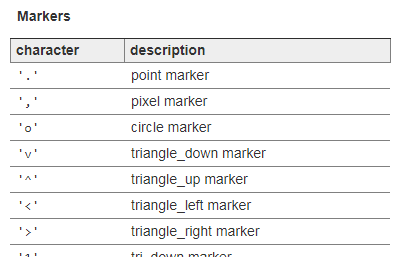 Markers
character description
'.' point marker
',' pixel marker
'o' circle marker
'v' triangle_down marker
'^' triangle_up marker
'<' triangle_left marker
'>' triangle_right marker
'1' tri_down marker